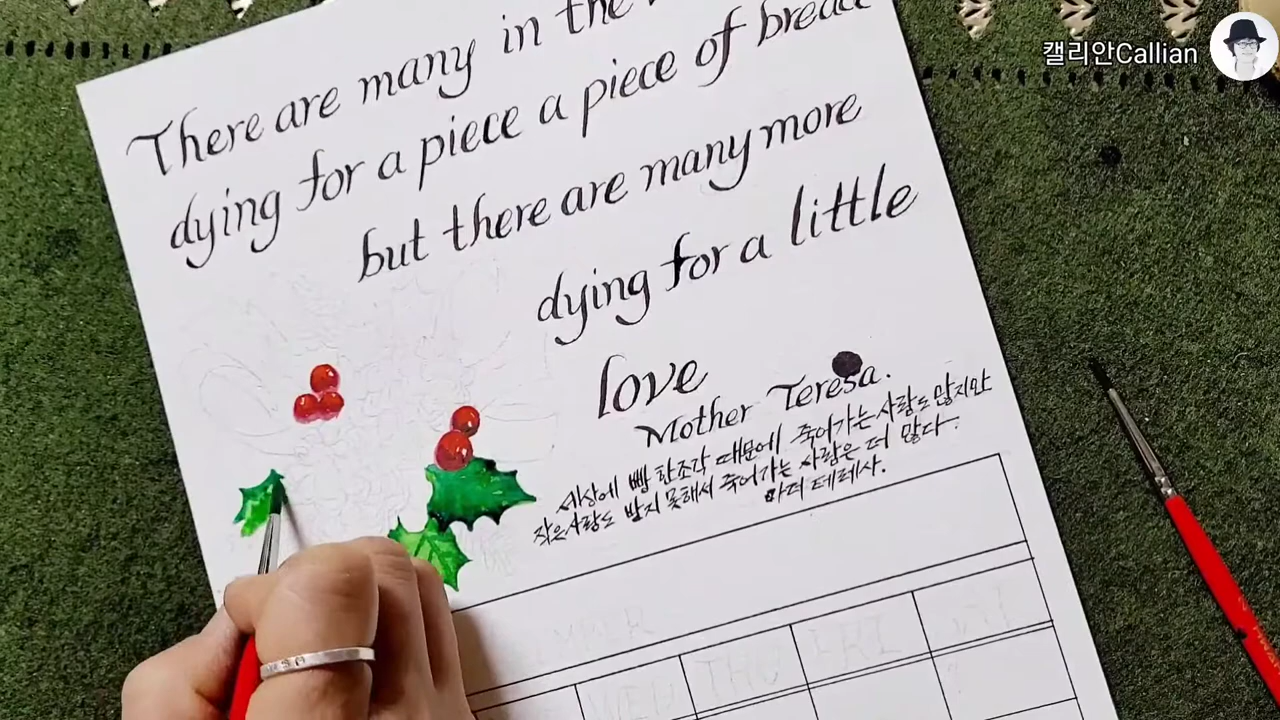 캘리안Callian
There are many in the
dying for a piece a piece of bread
but there are many more
dying for a little
love
Mother Teresa.
세상에 빵 한조각 때문에 죽어가는 사람도 많지만
작은사랑도 받지 못해서 죽어가는 사람은 더 많다.
마더 테레사.
WED THU FRI